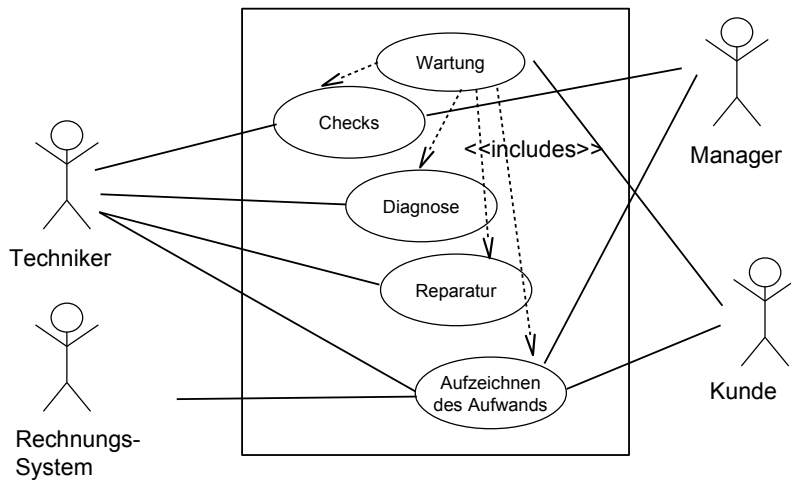 Wartung
Checks
<<includes>>
Manager
Diagnose
Techniker
Reparatur
Aufzeichnen
des Aufwands
Kunde
Rechnungs-
System